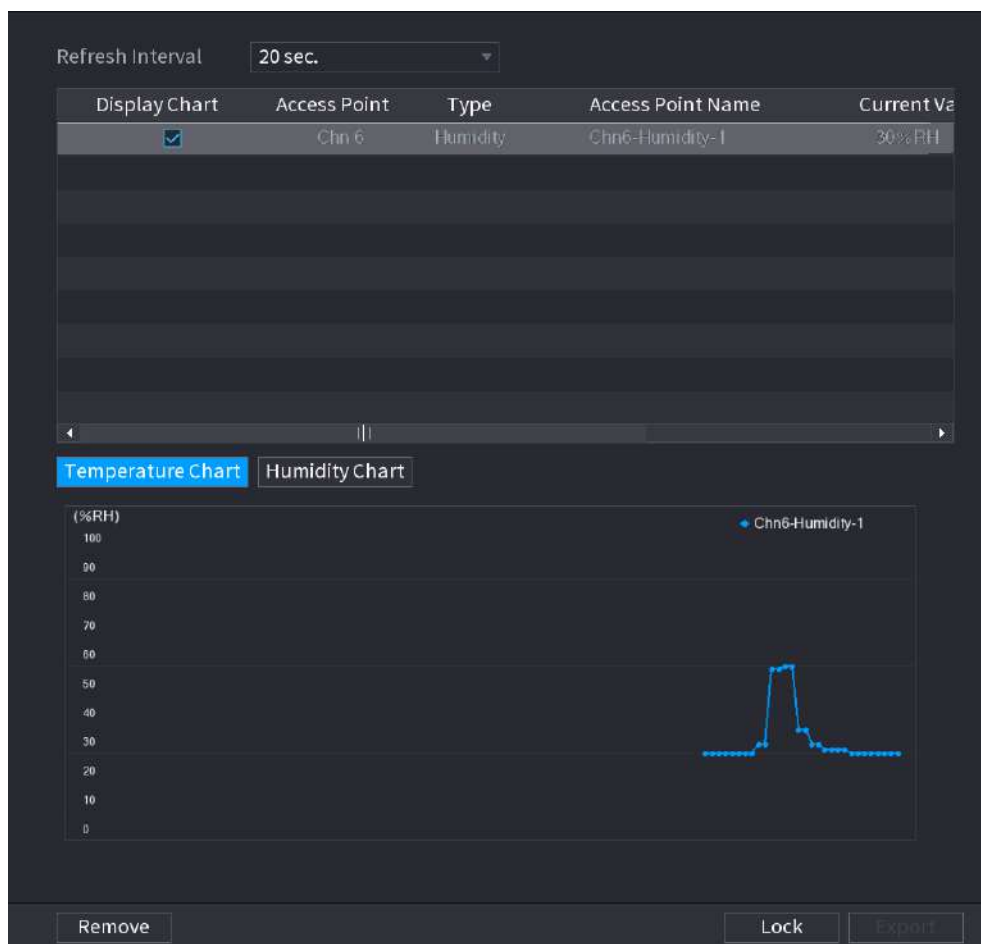 Refresh Interval 20 sec.
Display Chart Access Point Type Access Point Name Current Va
Chn 6 Humidity Chn6-Humidity-1 30% RH
Temperature Chart Humidity Chart
(%RH)
Chn6-Humidity-1
100
90
80
70
60
50
40
30
20
10
0
Remove Lock Export